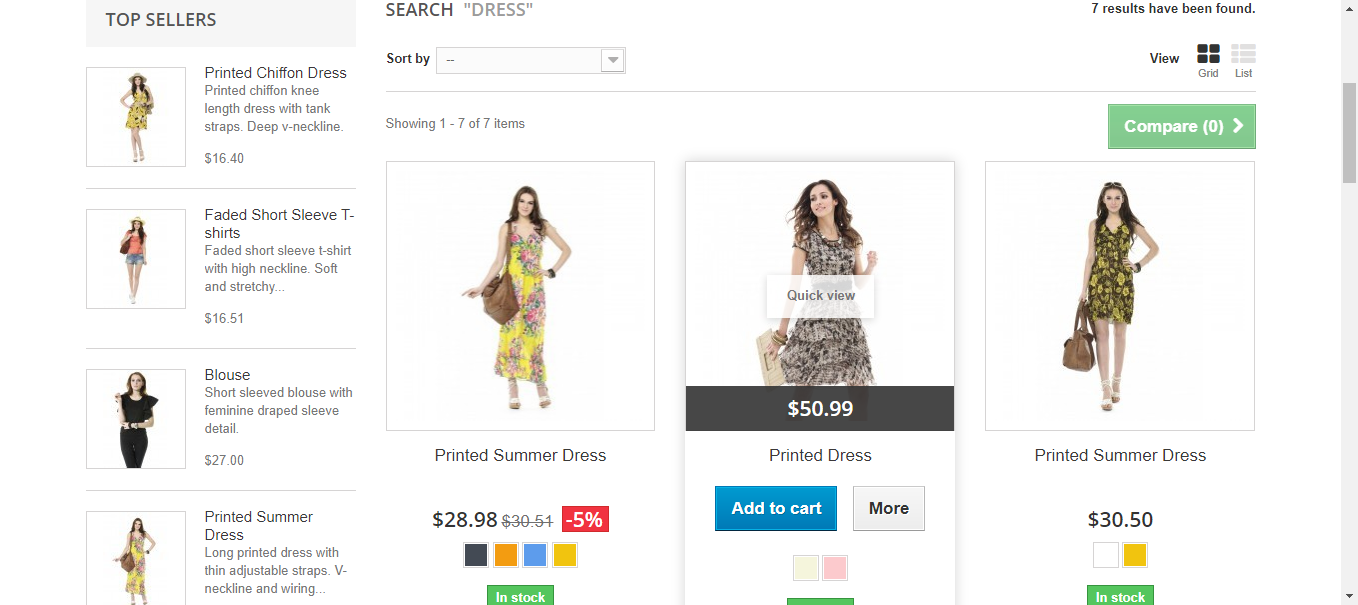 TOP SELLERS
Printed Chiffon Dress
Printed chiffon knee
length dress with tank
straps. Deep v-neckline.
$16.40
Faded Short Sleeve T-
shirts
Faded short sleeve t-shirt
with high neckline. Soft
and stretchy...
$16.51
Blouse
Short sleeved blouse with
feminine draped sleeve
detail.
$27.00
Printed Summer
Dress
Long printed dress with
thin adjustable straps. V-
neckline and wiring...
SEARCH "DRESS"
7 results have been found.
Sort by --
View
Grid List
Showing 1 - 7 of 7 items
Compare (0)
Printed Summer Dress
$28.98 $30.51 -5%
In stock
Quick view
$50.99
Printed Dress
Add to cart More
Printed Summer Dress
$30.50
In stock